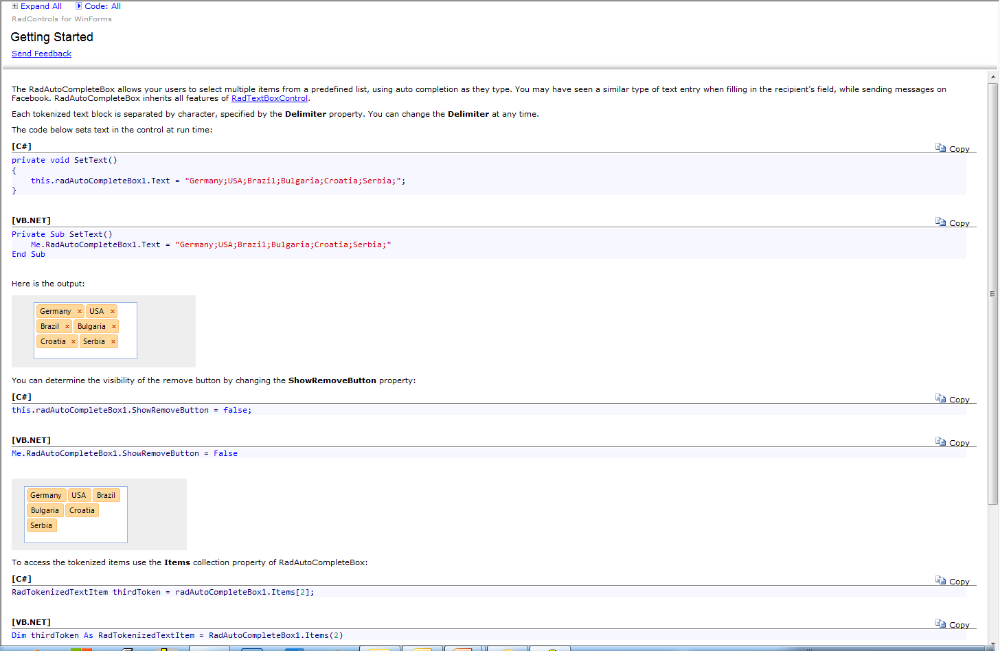 Expand All Code: All
RadControls for WinForms
Getting Started
Send Feedback
The RadAutoCompleteBox allows your users to select multiple items from a predefined list, using auto completion as they type. You may have seen a similar type of text entry when filling in the recipient's field, while sending messages on
Facebook. RadAutoCompleteBox inherits all features of RadTextBoxControl.
Each tokenized text block is separated by character, specified by the Delimiter property. You can change the Delimiter at any time.
The code below sets text in the control at run time:
[C#] Copy
private void SetText()
{
    this.radAutoCompleteBox1.Text = "Germany;USA;Brazil;Bulgaria;Croatia;Serbia;";
}
[VB.NET] Copy
Private Sub SetText()
    Me.RadAutoCompleteBox1.Text = "Germany;USA;Brazil;Bulgaria;Croatia;Serbia;"
End Sub
Here is the output:
Germany × USA ×
Brazil × Bulgaria ×
Croatia × Serbia ×
You can determine the visibility of the remove button by changing the ShowRemoveButton property:
[C#] Copy
this.radAutoCompleteBox1.ShowRemoveButton = false;
[VB.NET] Copy
Me.RadAutoCompleteBox1.ShowRemoveButton = False
Germany USA Brazil
Bulgaria Croatia
Serbia
To access the tokenized items use the Items collection property of RadAutoCompleteBox:
[C#] Copy
RadTokenizedTextItem thirdToken = radAutoCompleteBox1.Items[2];
[VB.NET] Copy
Dim thirdToken As RadTokenizedTextItem = RadAutoCompleteBox1.Items(2)